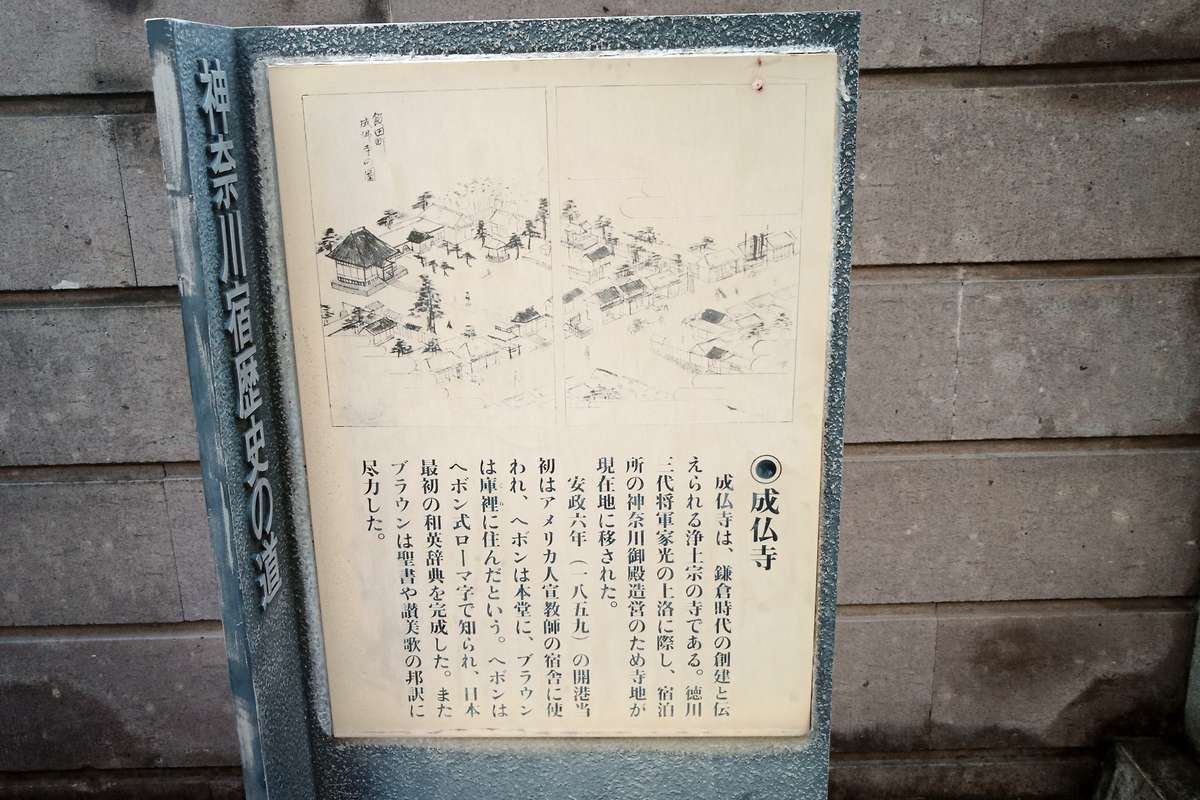 神奈川宿歴史の道
成仏寺の図
成仏寺
成仏寺は、鎌倉時代の創建と伝
えられる浄土宗の寺である。徳川
三代将軍家光の上洛に際し、宿泊
所の神奈川御殿造営のため寺地が
現在地に移された。
安政六年(一八五九)の開港当
初はアメリカ人宣教師の宿舎に使
われ、ヘボンは本堂に、ブラウン
は庫裡に住んだという。ヘボンは
ヘボン式ローマ字で知られ、日本
最初の和英辞典を完成した。また
ブラウンは聖書や讃美歌の邦訳に
尽力した。